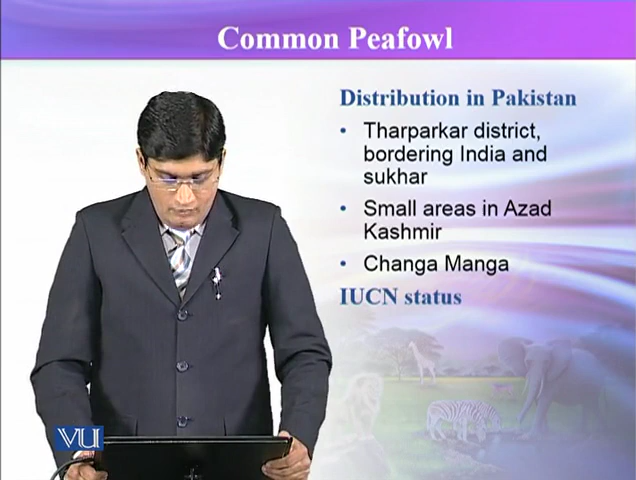 Common Peafowl
Distribution in Pakistan
• Tharparkar district,
bordering India and
sukhar
• Small areas in Azad
Kashmir
• Changa Manga
IUCN status
VU